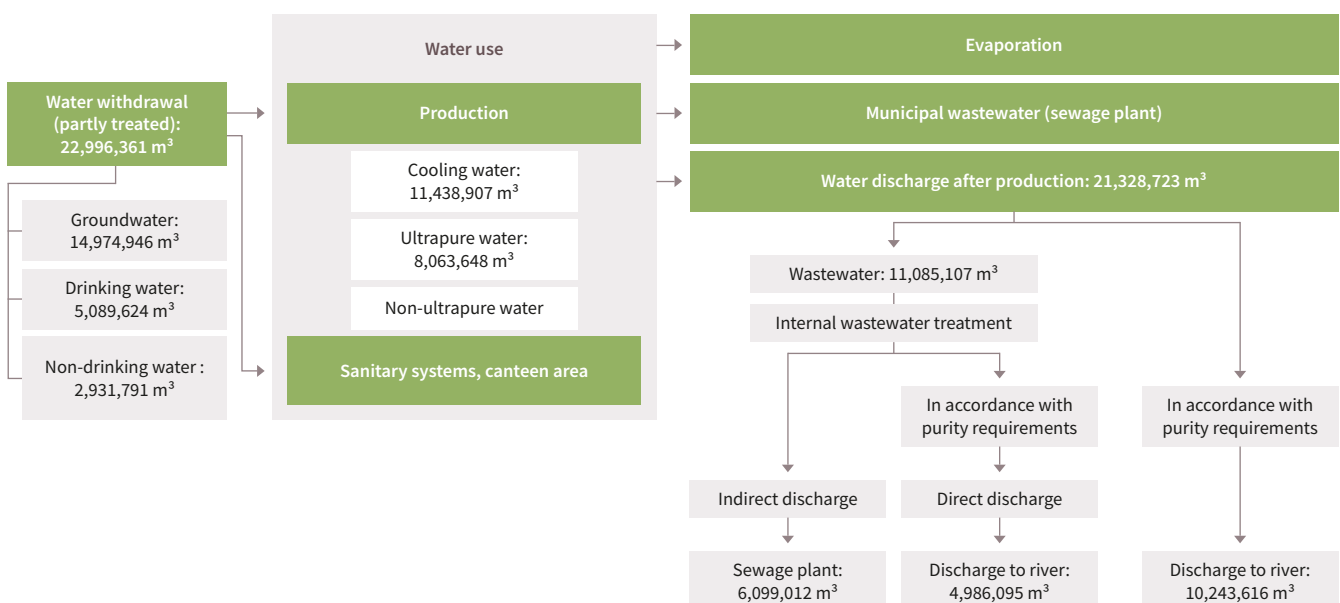 Water withdrawal
(partly treated):
22,996,361 m³
Groundwater:
14,974,946 m³
Drinking water:
5,089,624 m³
Non-drinking water :
2,931,791 m³
Water use
Production
Cooling water:
11,438,907 m³
Ultrapure water:
8,063,648 m³
Non-ultrapure water
Sanitary systems, canteen area
Evaporation
Municipal wastewater (sewage plant)
Water discharge after production: 21,328,723 m³
Wastewater: 11,085,107 m³
Internal wastewater treatment
In accordance with
purity requirements
In accordance with
purity requirements
Indirect discharge
Direct discharge
Sewage plant:
6,099,012 m³
Discharge to river:
4,986,095 m³
Discharge to river:
10,243,616 m³